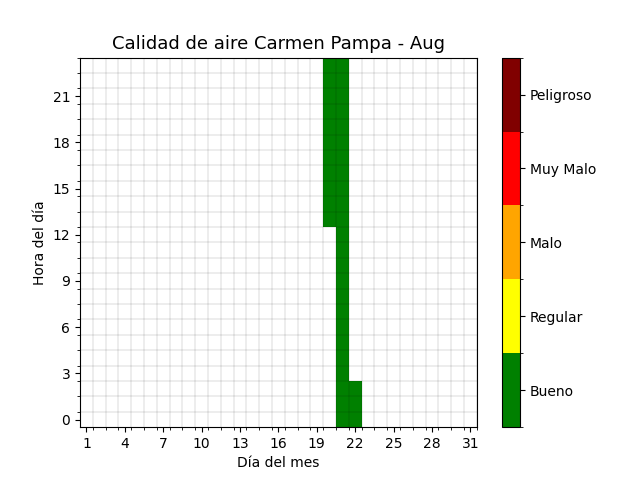 Calidad de aire Carmen Pampa - Aug
Hora del día
21
18
15
12
9
6
3
0
1 4 7 10 13 16 19 22 25 28 31
Día del mes
Peligroso
Muy Malo
Malo
Regular
Bueno